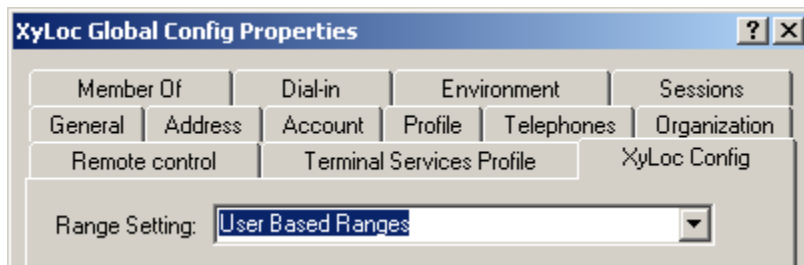 XyLoc Global Config Properties
Member Of Dial-in Environment Sessions
General Address Account Profile Telephones Organization
Remote control Terminal Services Profile XyLoc Config
Range Setting: User Based Ranges